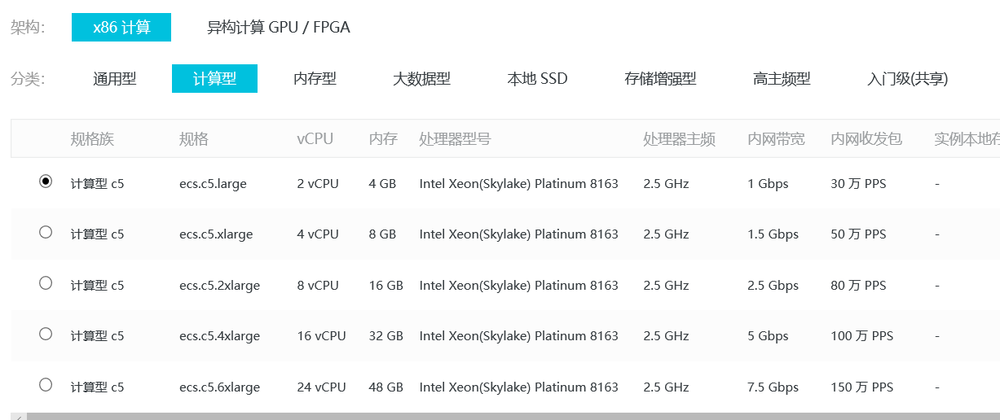 架构: x86 计算 异构计算 GPU / FPGA
分类: 通用型 计算型 内存型 大数据型 本地 SSD 存储增强型 高主频型 入门级(共享)
规格族 规格 vCPU 内存 处理器型号 处理器主频 内网带宽 内网收发包 实例本地存
计算型 c5 ecs.c5.large 2 vCPU 4 GB Intel Xeon(Skylake) Platinum 8163 2.5 GHz 1 Gbps 30 万 PPS -
计算型 c5 ecs.c5.xlarge 4 vCPU 8 GB Intel Xeon(Skylake) Platinum 8163 2.5 GHz 1.5 Gbps 50 万 PPS -
计算型 c5 ecs.c5.2xlarge 8 vCPU 16 GB Intel Xeon(Skylake) Platinum 8163 2.5 GHz 2.5 Gbps 80 万 PPS -
计算型 c5 ecs.c5.4xlarge 16 vCPU 32 GB Intel Xeon(Skylake) Platinum 8163 2.5 GHz 5 Gbps 100 万 PPS -
计算型 c5 ecs.c5.6xlarge 24 vCPU 48 GB Intel Xeon(Skylake) Platinum 8163 2.5 GHz 7.5 Gbps 150 万 PPS -